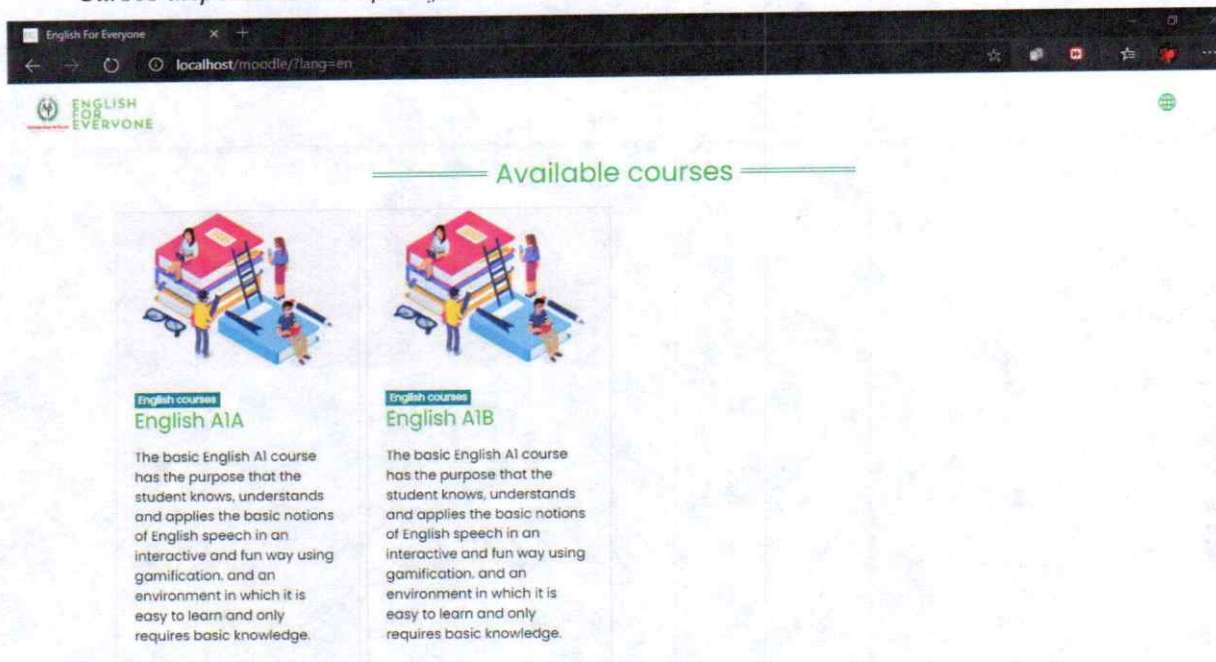 English For Everyone
localhost/moodle/?lang=en
ENGLISH
FOR
EVERYONE
Available courses
English courses
English A1A
The basic English A1 course
has the purpose that the
student knows, understands
and applies the basic notions
of English speech in an
interactive and fun way using
gamification. and an
environment in which it is
easy to learn and only
requires basic knowledge.
English courses
English A1B
The basic English A1 course
has the purpose that the
student knows, understands
and applies the basic notions
of English speech in an
interactive and fun way using
gamification. and an
environment in which it is
easy to learn and only
requires basic knowledge.